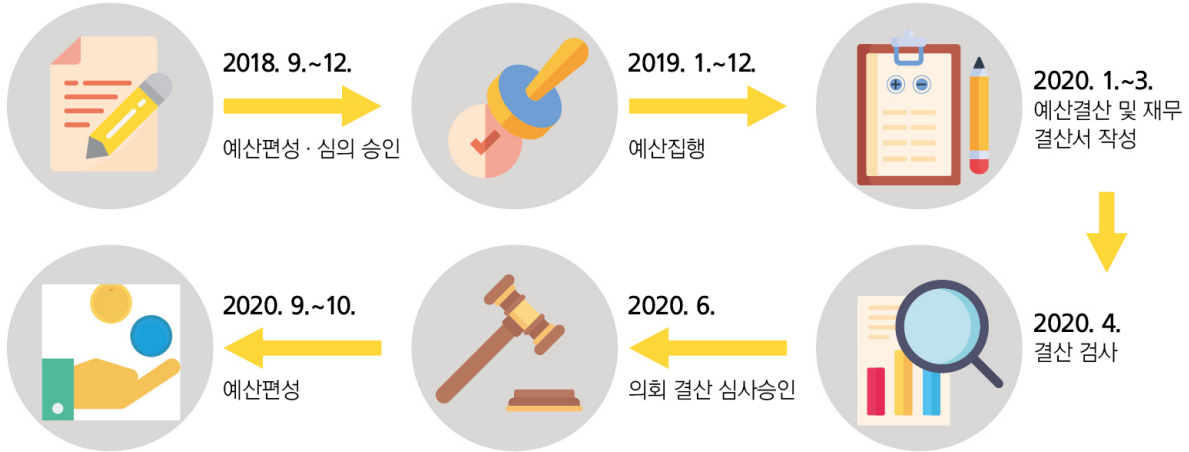 2018. 9.~12.
예산편성 · 심의 승인
2019. 1.~12.
예산집행
2020. 1.~3.
예산결산 및 재무
결산서 작성
2020. 4.
결산 검사
2020. 6.
의회 결산 심사승인
2020. 9.~10.
예산편성